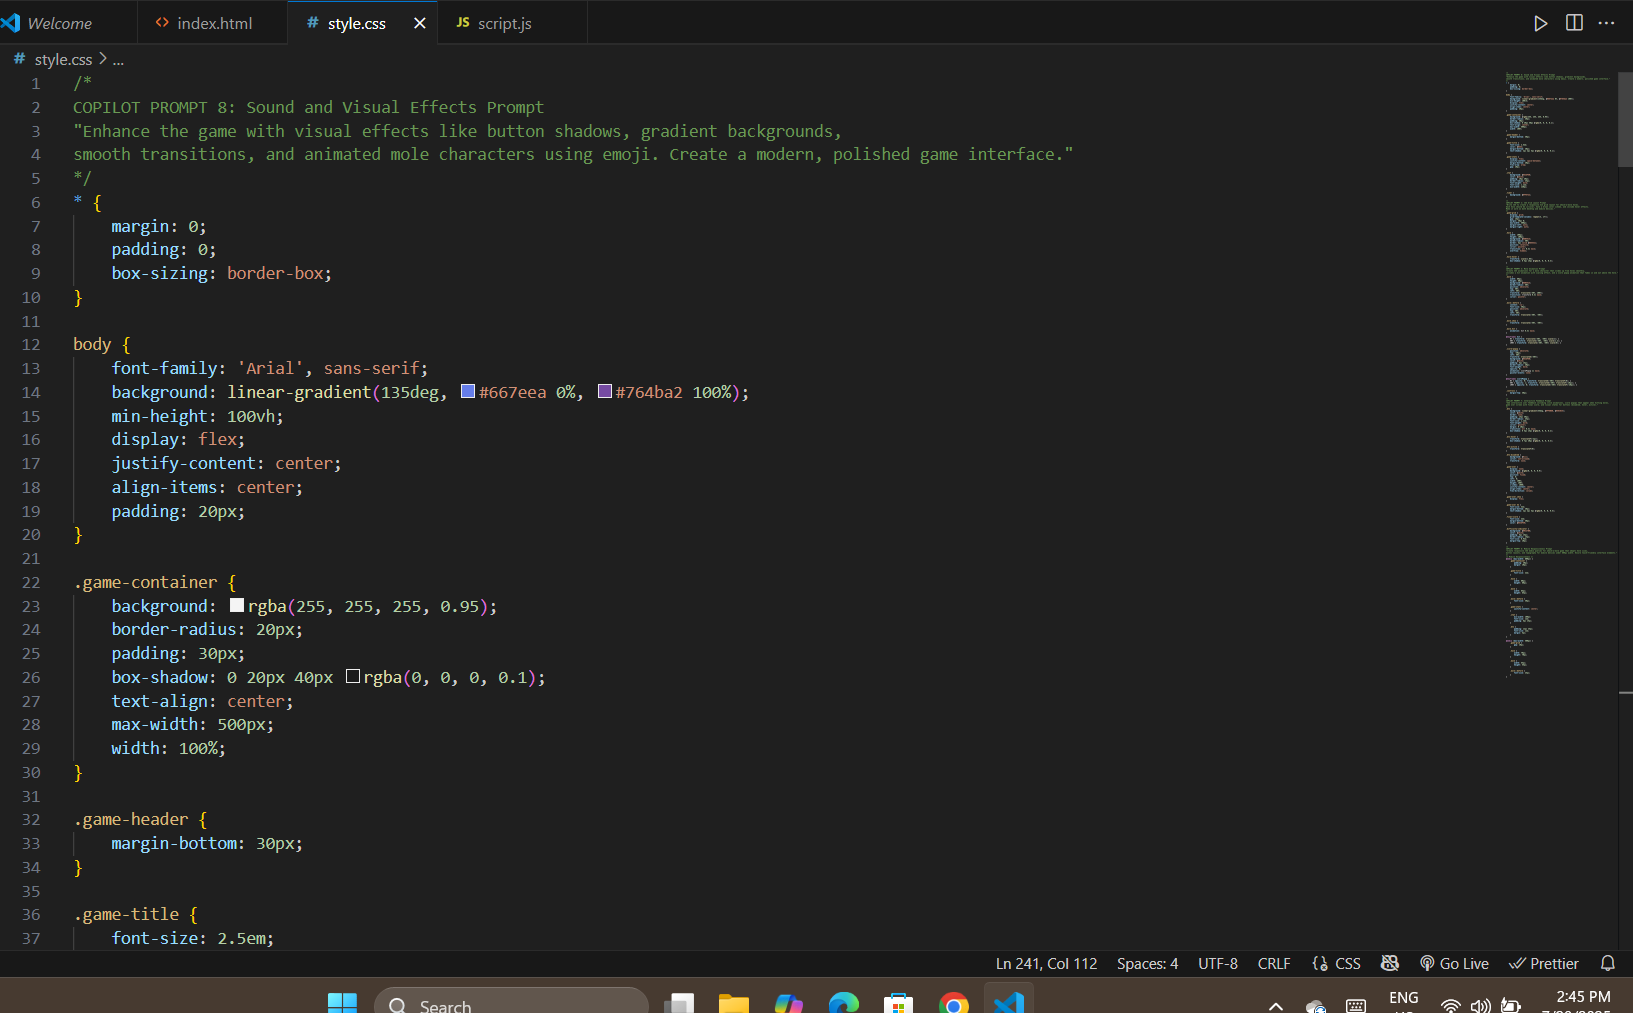 Welcome
<> index.html
# style.css
JS script.js
# style.css > ...
1 /*
2 COPILOT PROMPT 8: Sound and Visual Effects Prompt
3 "Enhance the game with visual effects like button shadows, gradient backgrounds,
4 smooth transitions, and animated mole characters using emoji. Create a modern, polished game interface."
5 */
6 * {
7 margin: 0;
8 padding: 0;
9 box-sizing: border-box;
10 }
11
12 body {
13 font-family: 'Arial', sans-serif;
14 background: linear-gradient(135deg, #667eea 0%, #764ba2 100%);
15 min-height: 100vh;
16 display: flex;
17 justify-content: center;
18 align-items: center;
19 padding: 20px;
20 }
21
22 .game-container {
23 background: rgba(255, 255, 255, 0.95);
24 border-radius: 20px;
25 padding: 30px;
26 box-shadow: 0 20px 40px rgba(0, 0, 0, 0.1);
27 text-align: center;
28 max-width: 500px;
29 width: 100%;
30 }
31
32 .game-header {
33 margin-bottom: 30px;
34 }
35
36 .game-title {
37 font-size: 2.5em;
Ln 241, Col 112 Spaces: 4 UTF-8 CRLF {} CSS Go Live Prettier
Search
ENG
2:45 PM